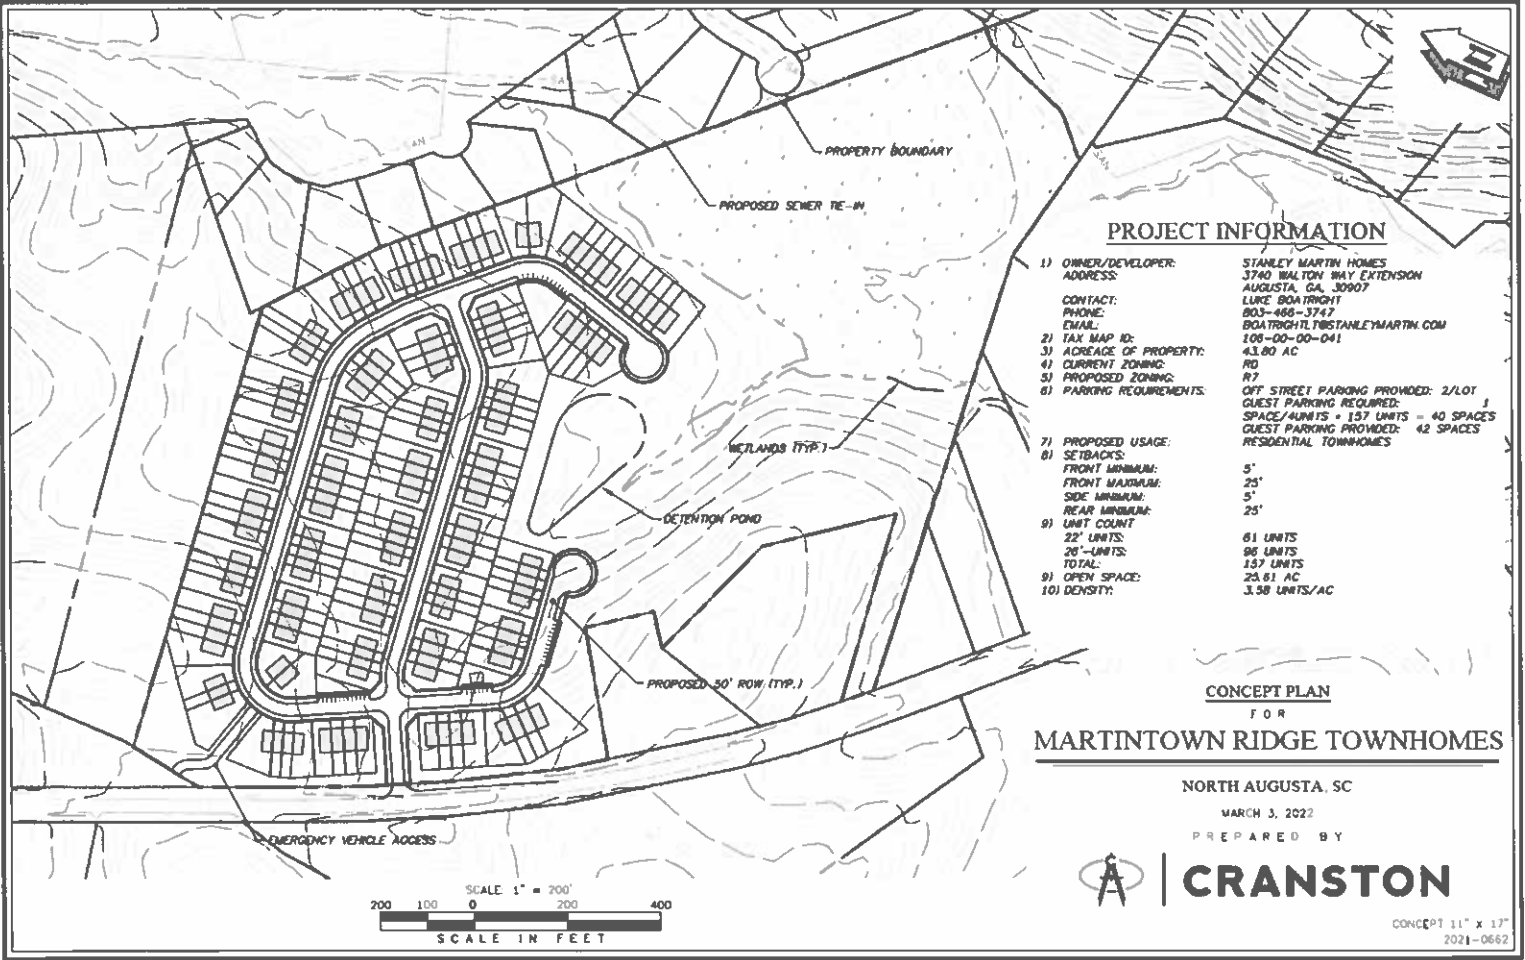 PROPERTY BOUNDARY
PROPOSED SEWER TIE-IN
SAN
SAN
WETLANDS (TYP.)
DETENTION POND
PROPOSED 50' ROW (TYP.)
EMERGENCY VEHICLE ACCESS
SCALE 1" = 200'
200 100 0 200 400
SCALE IN FEET
PROJECT INFORMATION
1) OWNER/DEVELOPER: STANLEY MARTIN HOMES
ADDRESS: 3740 WALTON WAY EXTENSION
AUGUSTA, GA, 30907
CONTACT: LUKE BOATRIGHT
PHONE: 803-466-3747
EMAIL: BOATRIGHTLT@STANLEYMARTIN.COM
2) TAX MAP ID: 106-00-00-041
3) ACREAGE OF PROPERTY: 43.80 AC
4) CURRENT ZONING: RD
5) PROPOSED ZONING: R7
6) PARKING REQUIREMENTS: OFF STREET PARKING PROVIDED: 2/LOT
GUEST PARKING REQUIRED: 1
SPACE/4UNITS * 157 UNITS = 40 SPACES
GUEST PARKING PROVIDED: 42 SPACES
7) PROPOSED USAGE: RESIDENTIAL TOWNHOMES
8) SETBACKS:
FRONT MINIMUM: 5'
FRONT MAXIMUM: 25'
SIDE MINIMUM: 5'
REAR MINIMUM: 25'
9) UNIT COUNT
22' UNITS: 61 UNITS
26'-UNITS: 96 UNITS
TOTAL: 157 UNITS
9) OPEN SPACE: 25.61 AC
10) DENSITY: 3.58 UNITS/AC
CONCEPT PLAN
FOR
MARTINTOWN RIDGE TOWNHOMES
NORTH AUGUSTA, SC
MARCH 3, 2022
PREPARED BY
CRANSTON
CONCEPT 11" X 17"
2021-0662